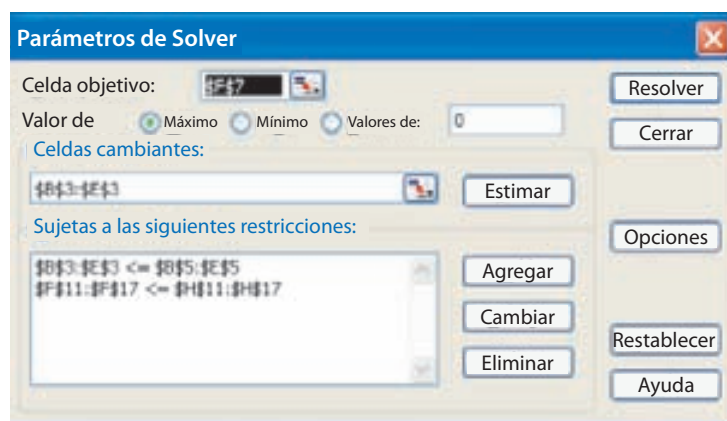 Parámetros de Solver
Celda objetivo: $F$7
Valor de Máximo Mínimo Valores de: 0
Celdas cambiantes:
$B$3:$E$3
Sujetas a las siguientes restricciones:
$B$3:$E$3 <= $B$5:$E$5
$F$11:$F$17 <= $H$11:$H$17
Estimar
Agregar
Cambiar
Eliminar
Resolver
Cerrar
Opciones
Restablecer
Ayuda